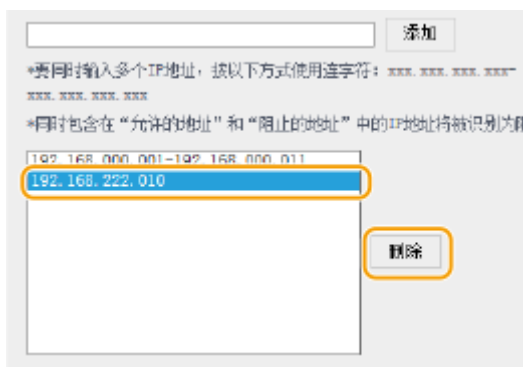 添加
*要同时输入多个IP地址，按以下方式使用连字符：xxx.xxx.xxx.xxx-
xxx.xxx.xxx.xxx
*同时包含在“允许的地址”和“阻止的地址”中的IP地址将被识别为
192.168.000.001-192.168.000.011
192.168.222.010
删除